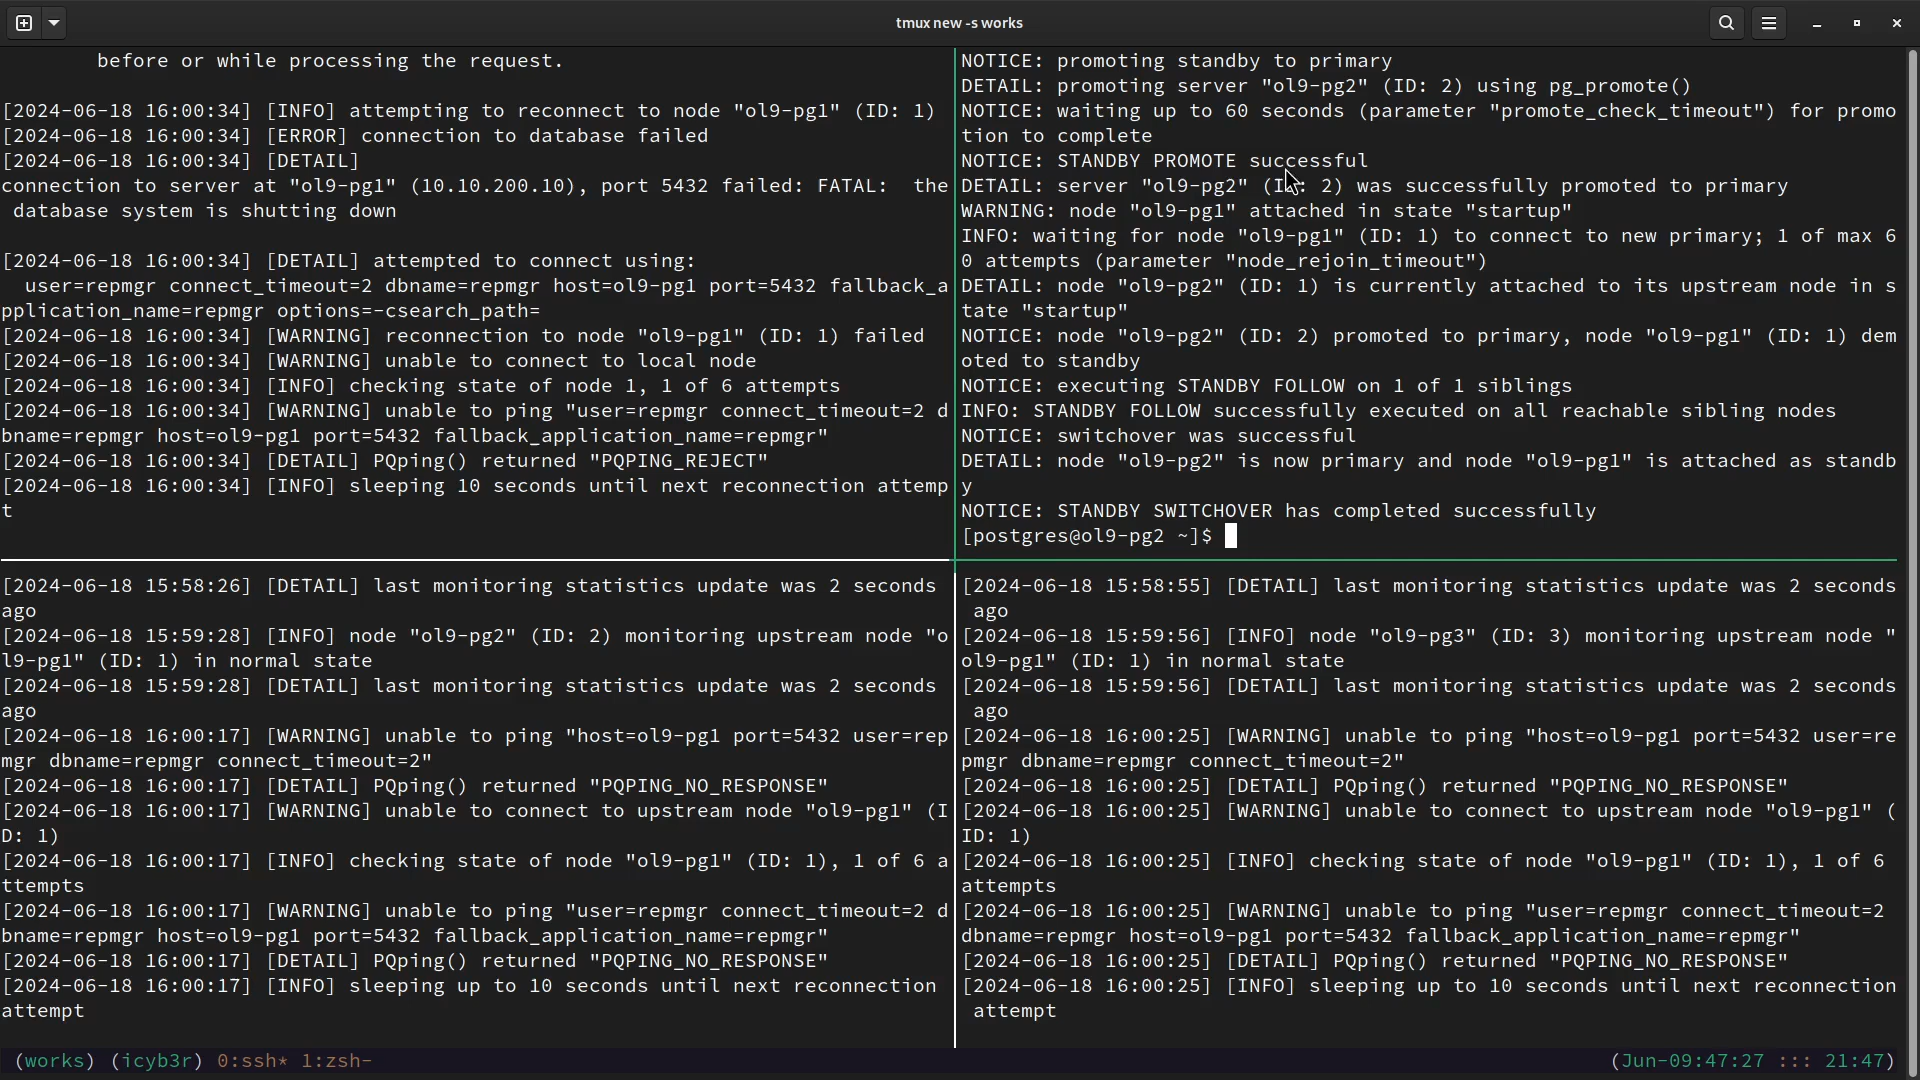 tmux new -s works
        before or while processing the request.
[2024-06-18 16:00:34] [INFO] attempting to reconnect to node "ol9-pg1" (ID: 1)
[2024-06-18 16:00:34] [ERROR] connection to database failed
[2024-06-18 16:00:34] [DETAIL]
connection to server at "ol9-pg1" (10.10.200.10), port 5432 failed: FATAL:  the
 database system is shutting down
[2024-06-18 16:00:34] [DETAIL] attempted to connect using:
  user=repmgr connect_timeout=2 dbname=repmgr host=ol9-pg1 port=5432 fallback_a
pplication_name=repmgr options=-csearch_path=
[2024-06-18 16:00:34] [WARNING] reconnection to node "ol9-pg1" (ID: 1) failed
[2024-06-18 16:00:34] [WARNING] unable to connect to local node
[2024-06-18 16:00:34] [INFO] checking state of node 1, 1 of 6 attempts
[2024-06-18 16:00:34] [WARNING] unable to ping "user=repmgr connect_timeout=2 d
bname=repmgr host=ol9-pg1 port=5432 fallback_application_name=repmgr"
[2024-06-18 16:00:34] [DETAIL] PQping() returned "PQPING_REJECT"
[2024-06-18 16:00:34] [INFO] sleeping 10 seconds until next reconnection attemp
t
NOTICE: promoting standby to primary
DETAIL: promoting server "ol9-pg2" (ID: 2) using pg_promote()
NOTICE: waiting up to 60 seconds (parameter "promote_check_timeout") for promo
tion to complete
NOTICE: STANDBY PROMOTE successful
DETAIL: server "ol9-pg2" (ID: 2) was successfully promoted to primary
WARNING: node "ol9-pg1" attached in state "startup"
INFO: waiting for node "ol9-pg1" (ID: 1) to connect to new primary; 1 of max 6
0 attempts (parameter "node_rejoin_timeout")
DETAIL: node "ol9-pg2" (ID: 1) is currently attached to its upstream node in s
tate "startup"
NOTICE: node "ol9-pg2" (ID: 2) promoted to primary, node "ol9-pg1" (ID: 1) dem
oted to standby
NOTICE: executing STANDBY FOLLOW on 1 of 1 siblings
INFO: STANDBY FOLLOW successfully executed on all reachable sibling nodes
NOTICE: switchover was successful
DETAIL: node "ol9-pg2" is now primary and node "ol9-pg1" is attached as standb
y
NOTICE: STANDBY SWITCHOVER has completed successfully
[postgres@ol9-pg2 ~]$
[2024-06-18 15:58:26] [DETAIL] last monitoring statistics update was 2 seconds
ago
[2024-06-18 15:59:28] [INFO] node "ol9-pg2" (ID: 2) monitoring upstream node "o
l9-pg1" (ID: 1) in normal state
[2024-06-18 15:59:28] [DETAIL] last monitoring statistics update was 2 seconds
ago
[2024-06-18 16:00:17] [WARNING] unable to ping "host=ol9-pg1 port=5432 user=rep
mgr dbname=repmgr connect_timeout=2"
[2024-06-18 16:00:17] [DETAIL] PQping() returned "PQPING_NO_RESPONSE"
[2024-06-18 16:00:17] [WARNING] unable to connect to upstream node "ol9-pg1" (I
D: 1)
[2024-06-18 16:00:17] [INFO] checking state of node "ol9-pg1" (ID: 1), 1 of 6 a
ttempts
[2024-06-18 16:00:17] [WARNING] unable to ping "user=repmgr connect_timeout=2 d
bname=repmgr host=ol9-pg1 port=5432 fallback_application_name=repmgr"
[2024-06-18 16:00:17] [DETAIL] PQping() returned "PQPING_NO_RESPONSE"
[2024-06-18 16:00:17] [INFO] sleeping up to 10 seconds until next reconnection
attempt
[2024-06-18 15:58:55] [DETAIL] last monitoring statistics update was 2 seconds
 ago
[2024-06-18 15:59:56] [INFO] node "ol9-pg3" (ID: 3) monitoring upstream node "
ol9-pg1" (ID: 1) in normal state
[2024-06-18 15:59:56] [DETAIL] last monitoring statistics update was 2 seconds
 ago
[2024-06-18 16:00:25] [WARNING] unable to ping "host=ol9-pg1 port=5432 user=re
pmgr dbname=repmgr connect_timeout=2"
[2024-06-18 16:00:25] [DETAIL] PQping() returned "PQPING_NO_RESPONSE"
[2024-06-18 16:00:25] [WARNING] unable to connect to upstream node "ol9-pg1" (
ID: 1)
[2024-06-18 16:00:25] [INFO] checking state of node "ol9-pg1" (ID: 1), 1 of 6
attempts
[2024-06-18 16:00:25] [WARNING] unable to ping "user=repmgr connect_timeout=2
dbname=repmgr host=ol9-pg1 port=5432 fallback_application_name=repmgr"
[2024-06-18 16:00:25] [DETAIL] PQping() returned "PQPING_NO_RESPONSE"
[2024-06-18 16:00:25] [INFO] sleeping up to 10 seconds until next reconnection
 attempt
(works) (icyb3r) 0:ssh* 1:zsh-
(Jun-09:47:27 ::: 21:47)